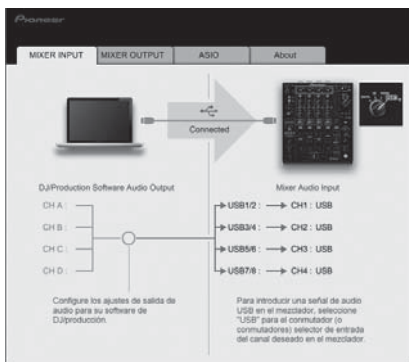 Pioneer
MIXER INPUT MIXER OUTPUT ASIO About
Connected
DJ/Production Software Audio Output
Mixer Audio Input
CH A :
CH B :
CH C :
CH D :
USB1/2 : CH1 : USB
USB3/4 : CH2 : USB
USB5/6 : CH3 : USB
USB7/8 : CH4 : USB
Configure los ajustes de salida de
audio para su software de
DJ/producción.
Para introducir una señal de audio
USB en el mezclador, seleccione
"USB" para el conmutador (o
conmutadores) selector de entrada
del canal deseado en el mezclador.